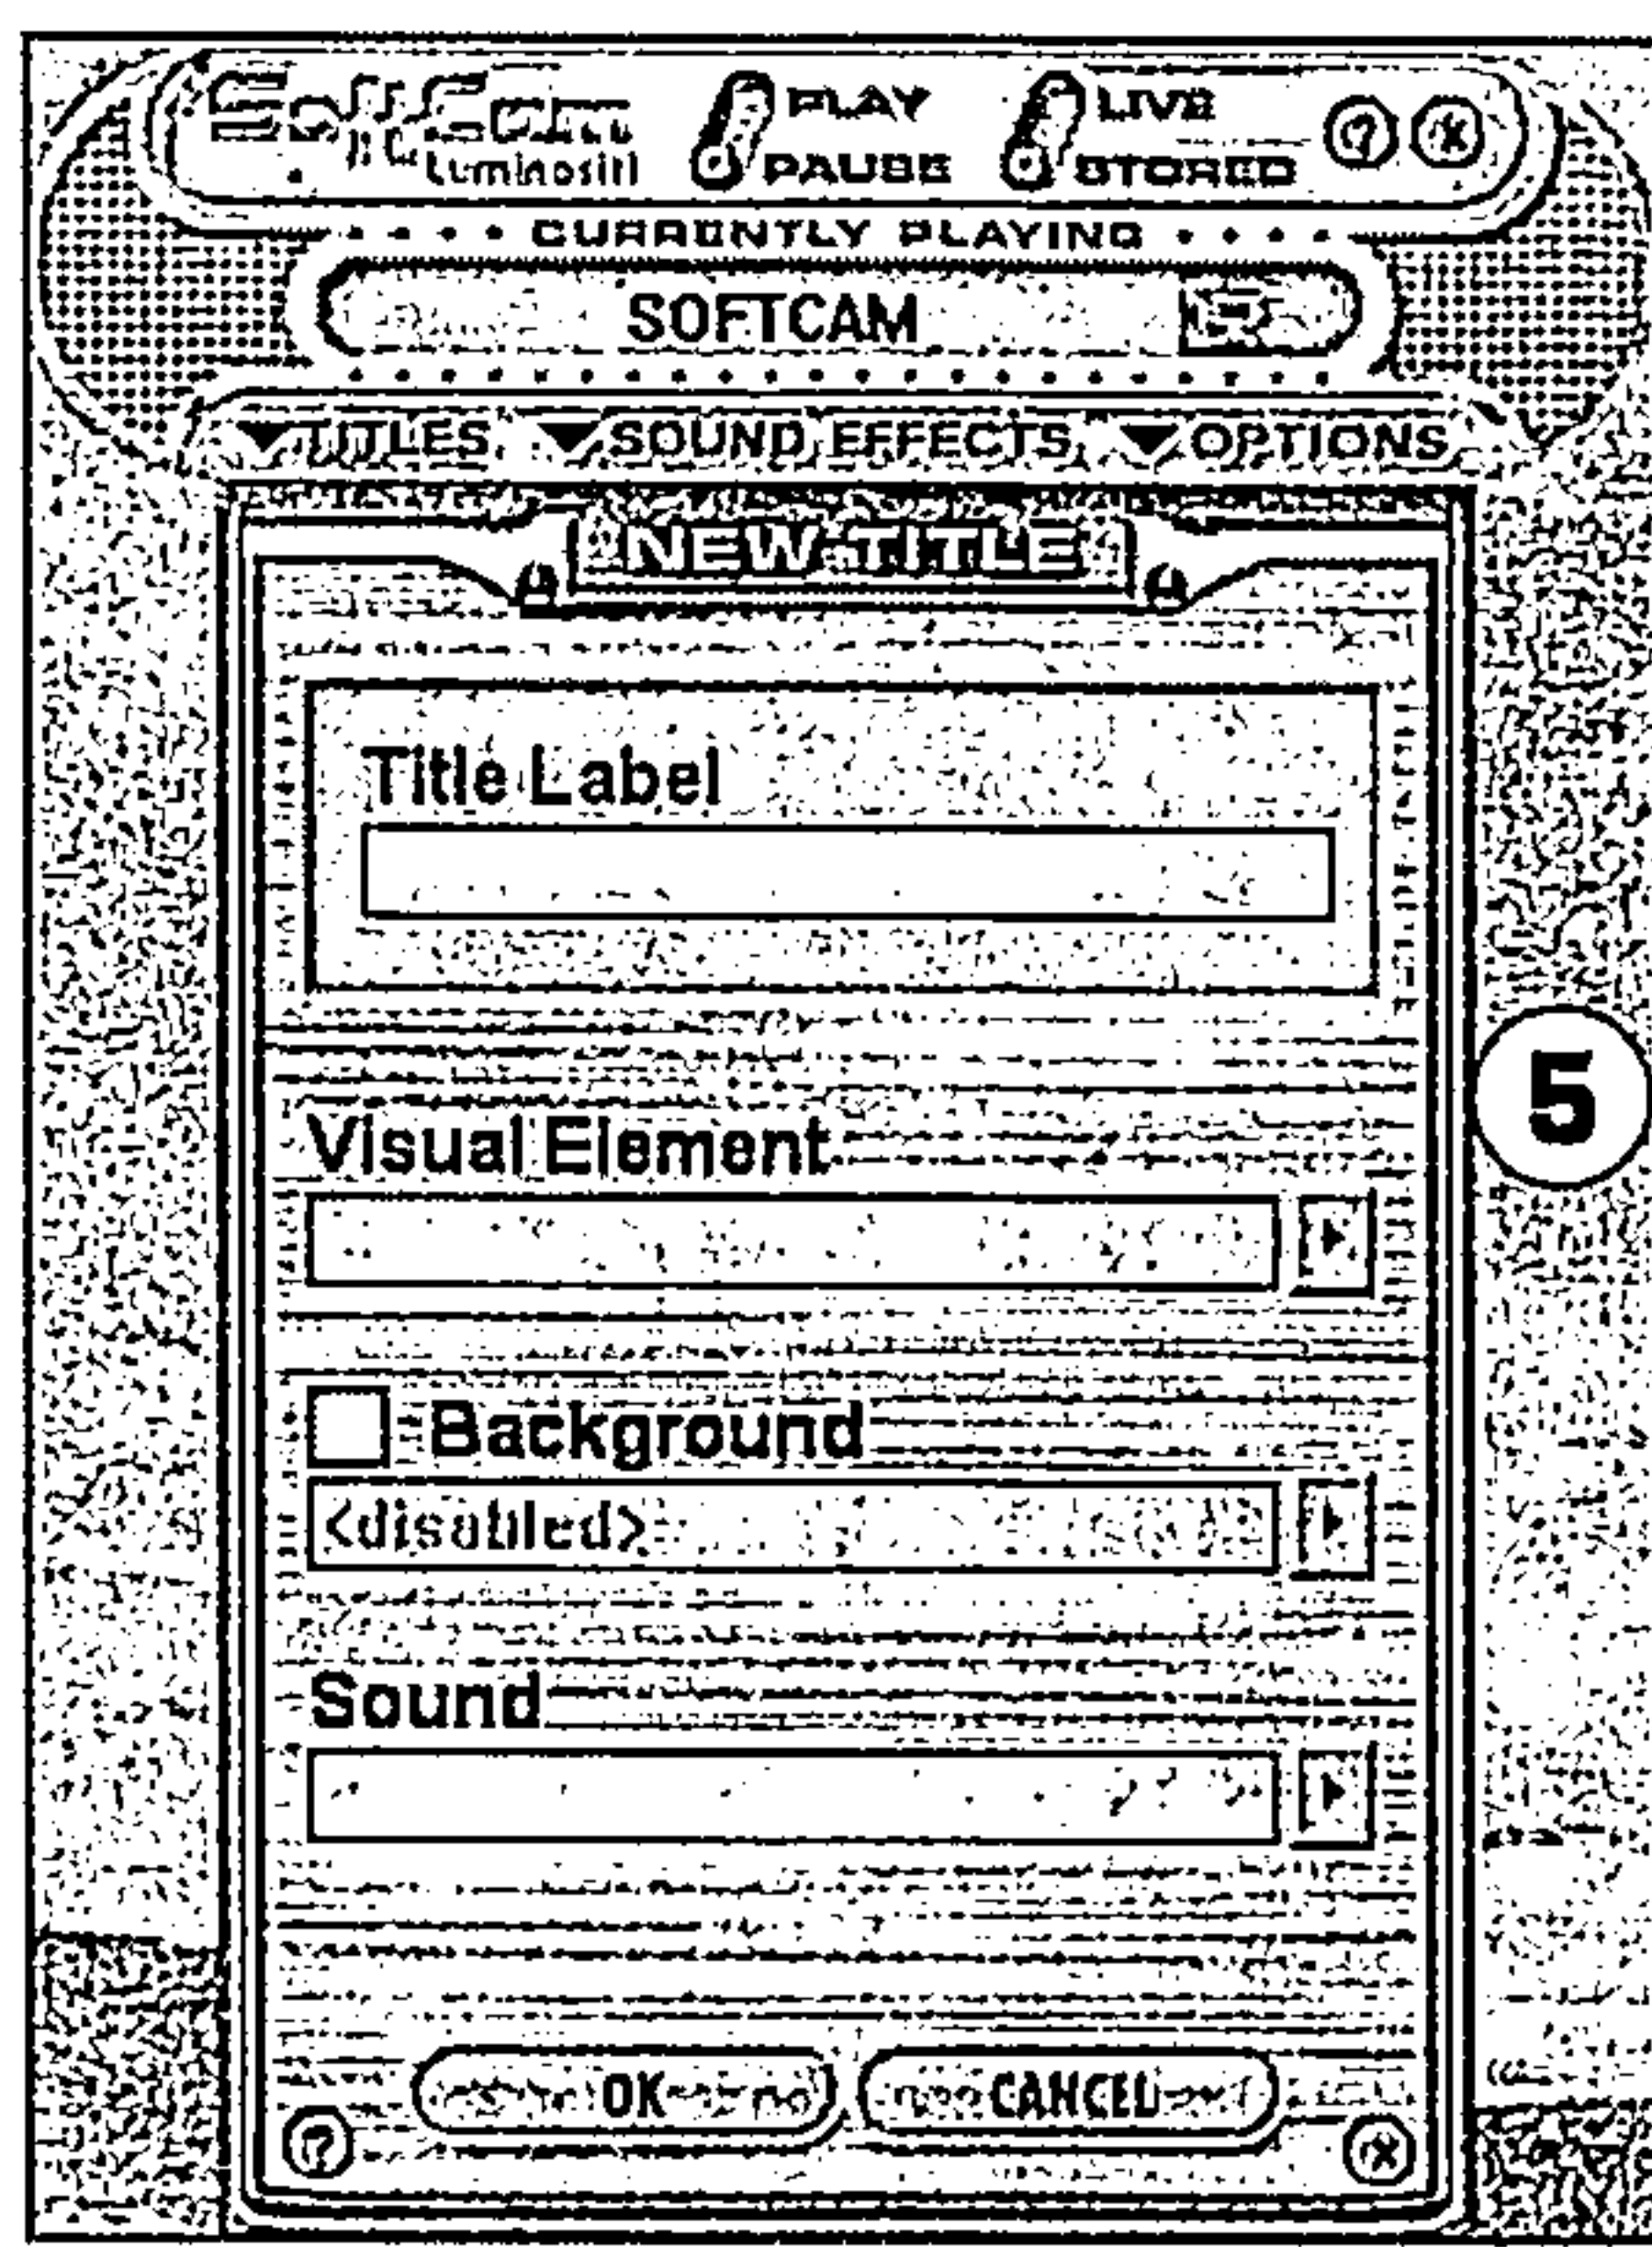 SoftCam PLAY LIVE ? x
Luminositi PAUSE STORED
CURRENTLY PLAYING
SOFTCAM
TITLES SOUND EFFECTS OPTIONS
NEW TITLE
Title Label
5
Visual Element
Background
<disabled>
Sound
OK CANCEL
? x